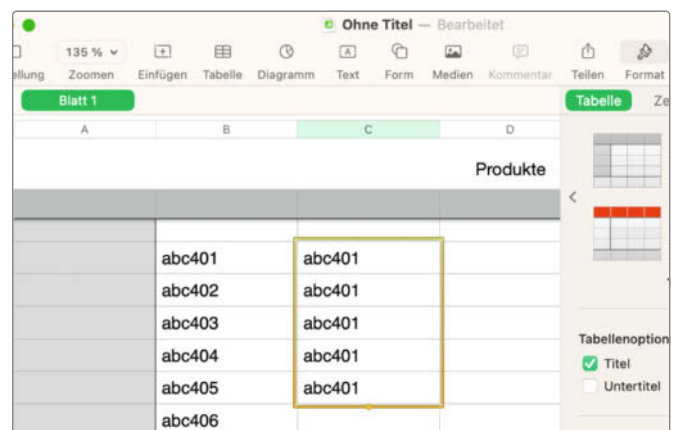 Ohne Titel — Bearbeitet
135 %
ellung Zoomen Einfügen Tabelle Diagramm Text Form Medien Kommentar Teilen Format
Blatt 1 Tabelle Ze
A B C D
Produkte
abc401 abc401
abc402 abc401
abc403 abc401
abc404 abc401
Tabellenoption
Titel
abc405 abc401
Untertitel
abc406